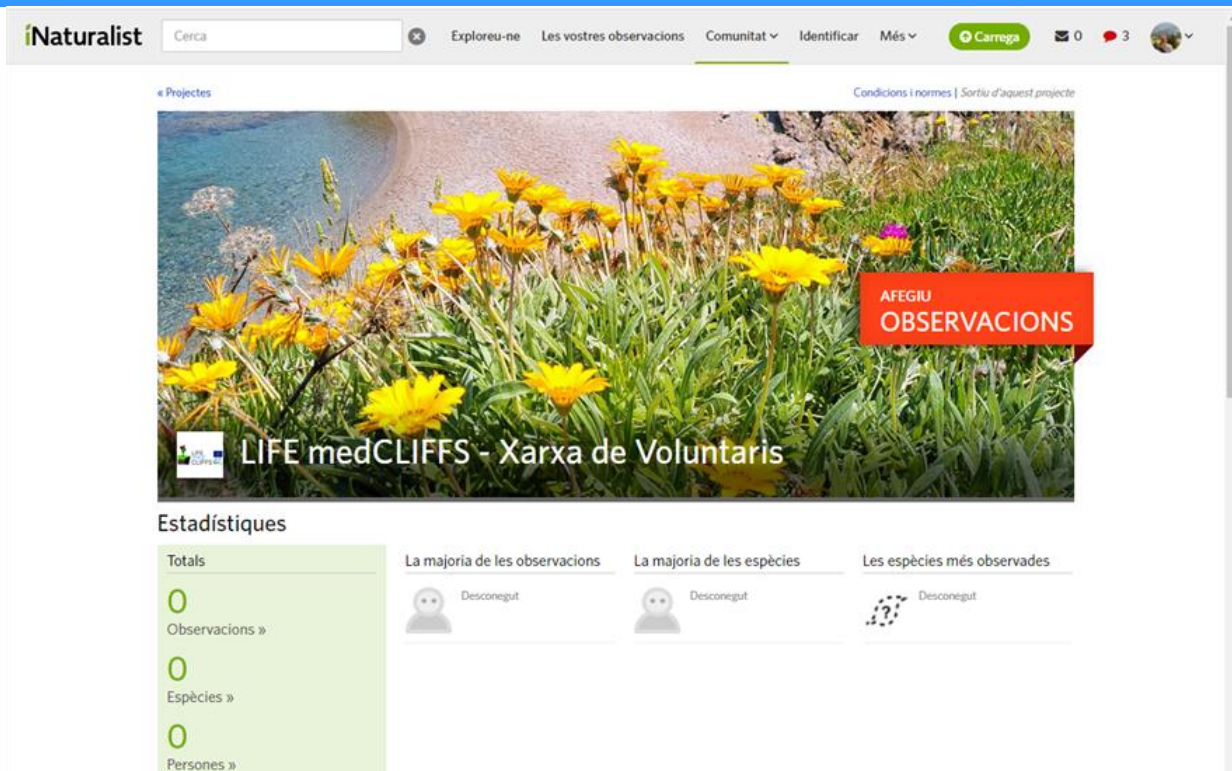 iNaturalist
Cerca
Exploreu-ne Les vostres observacions Comunitat Identificar Més Carrega 0 3
« Projectes
Condicions i normes | Sortiu d'aquest projecte
AFEGIU
OBSERVACIONS
LIFE medCLIFFS - Xarxa de Voluntaris
Estadístiques
Totals
0
Observacions »
0
Espècies »
0
Persones »
La majoria de les observacions
Desconegut
La majoria de les espècies
Desconegut
Les espècies més observades
Desconegut
?